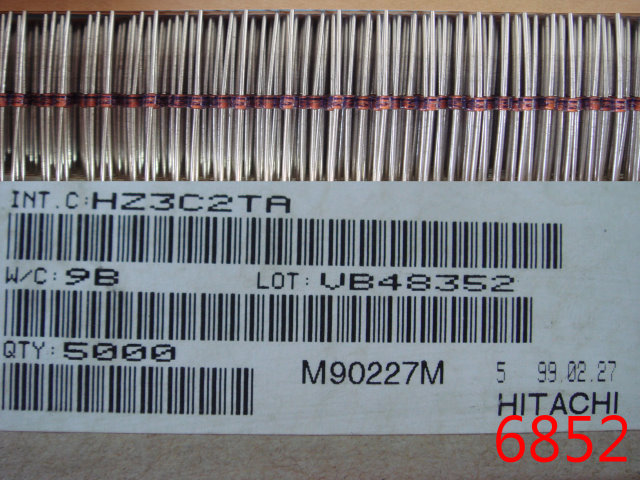 INT.C:HZ3C2TA
W/C:9B LOT:VB48352
QTY:5000
M90227M 5 99.02.27
HITACHI
6852